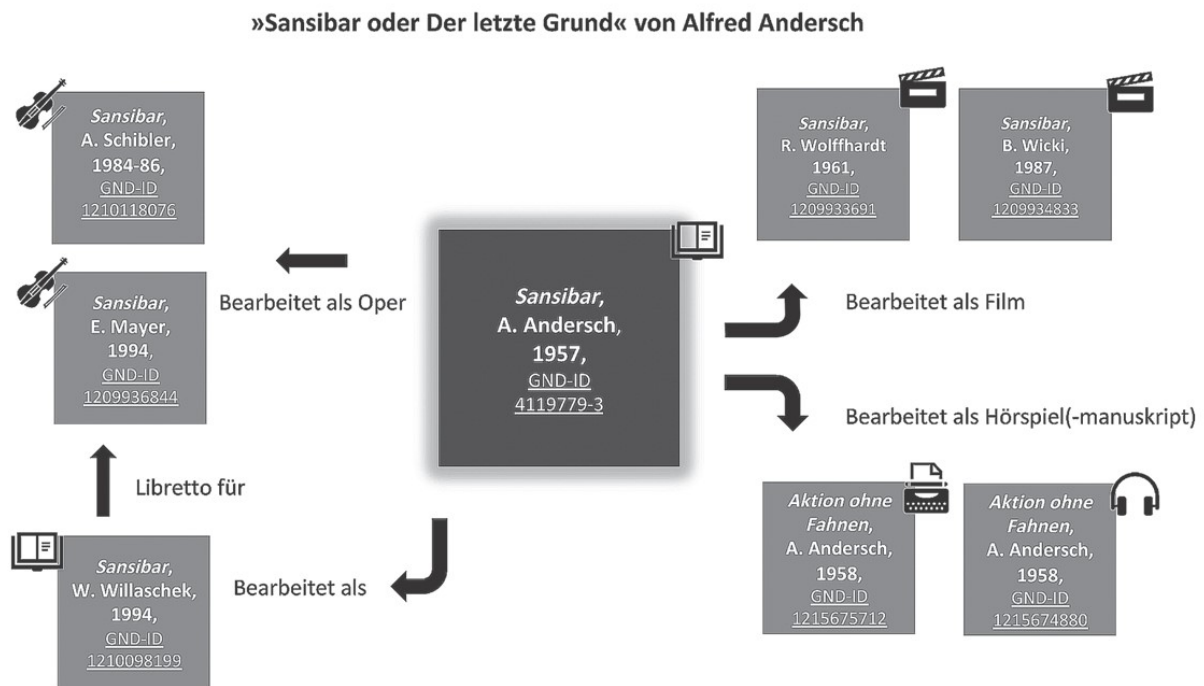 »Sansibar oder Der letzte Grund« von Alfred Andersch
Sansibar,
A. Schibler,
1984-86,
GND-ID
1210118076
Sansibar,
R. Wolffhardt
1961,
GND-ID
1209933691
Sansibar,
B. Wicki,
1987,
GND-ID
1209934833
Sansibar,
E. Mayer,
1994,
GND-ID
1209936844
Bearbeitet als Oper
Sansibar,
A. Andersch,
1957,
GND-ID
4119779-3
Bearbeitet als Film
Bearbeitet als Hörspiel(-manuskript)
Libretto für
Sansibar,
W. Willaschek,
1994,
GND-ID
1210098199
Bearbeitet als
Aktion ohne
Fahnen,
A. Andersch,
1958,
GND-ID
1215675712
Aktion ohne
Fahnen,
A. Andersch,
1958,
GND-ID
1215674880